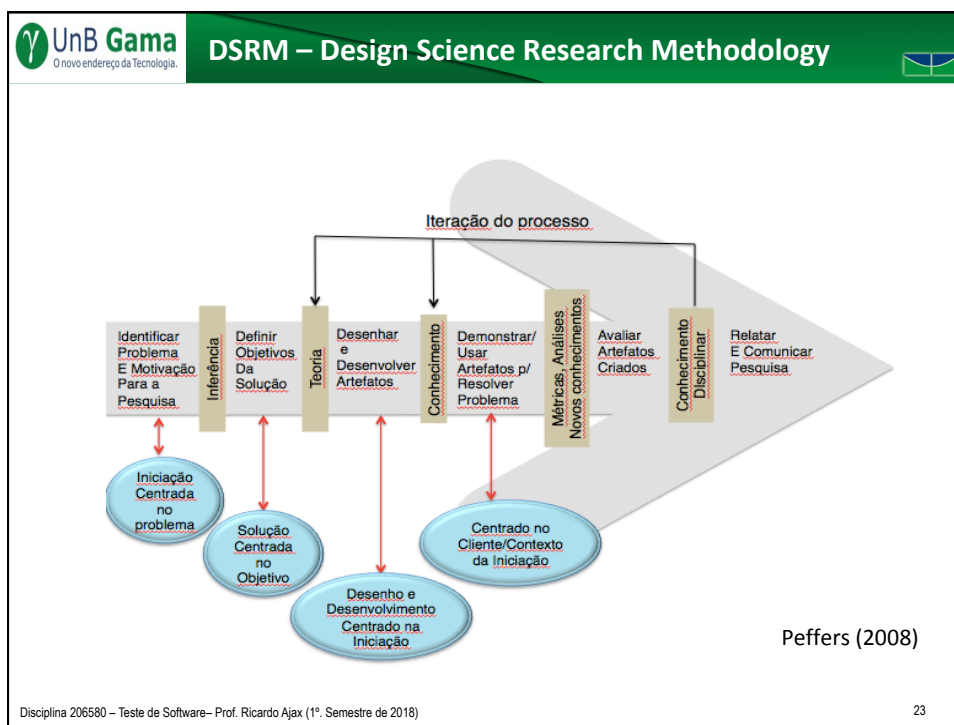 UnB Gama
O novo endereço da Tecnologia.
DSRM – Design Science Research Methodology
Iteração do processo
Identificar
Problema
E Motivação
Para a
Pesquisa
Inferência
Definir
Objetivos
Da
Solução
Teoria
Desenhar
e
Desenvolver
Artefatos
Conhecimento
Demonstrar/
Usar
Artefatos p/
Resolver
Problema
Métricas, Análises
Novos conhecimentos
Avaliar
Artefatos
Criados
Conhecimento
Disciplinar
Relatar
E Comunicar
Pesquisa
Iniciação
Centrada
no
problema
Solução
Centrada
no
Objetivo
Desenho e
Desenvolvimento
Centrado na
Iniciação
Centrado no
Cliente/Contexto
da Iniciação
Peffers (2008)
Disciplina 206580 – Teste de Software– Prof. Ricardo Ajax (1º. Semestre de 2018)
23